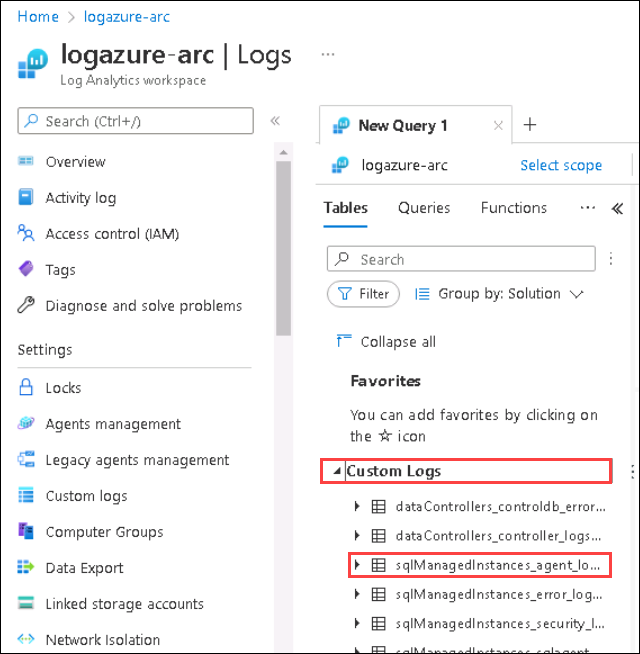 Home > logazure-arc
logazure-arc | Logs ...
Log Analytics workspace
Search (Ctrl+/)
«
Overview
Activity log
Access control (IAM)
Tags
Diagnose and solve problems
Settings
Locks
Agents management
Legacy agents management
Custom logs
Computer Groups
Data Export
Linked storage accounts
Network Isolation
New Query 1 × +
logazure-arc Select scope
Tables Queries Functions ... «
Search
Filter Group by: Solution
Collapse all
Favorites
You can add favorites by clicking on
the ☆ icon
Custom Logs
dataControllers_controldb_error...
dataControllers_controller_logs...
sqlManagedInstances_agent_lo...
sqlManagedInstances_error_log...
sqlManagedInstances_security_l...
sqlManagedInstances_sqlagent